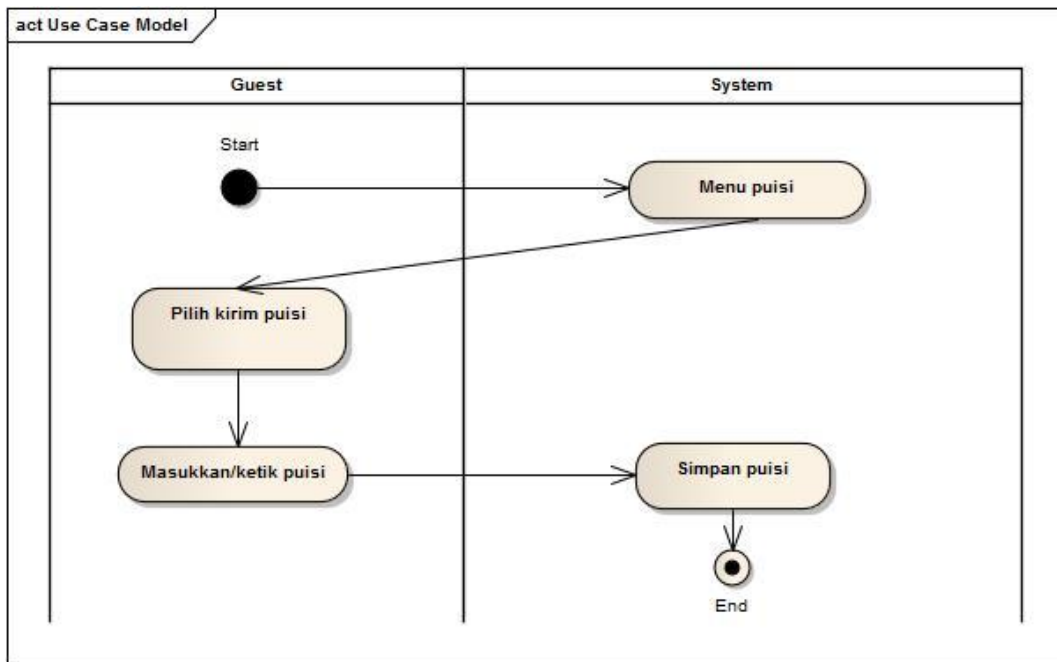 act Use Case Model
Guest
System
Start
Menu puisi
Pilih kirim puisi
Masukkan/ketik puisi
Simpan puisi
End